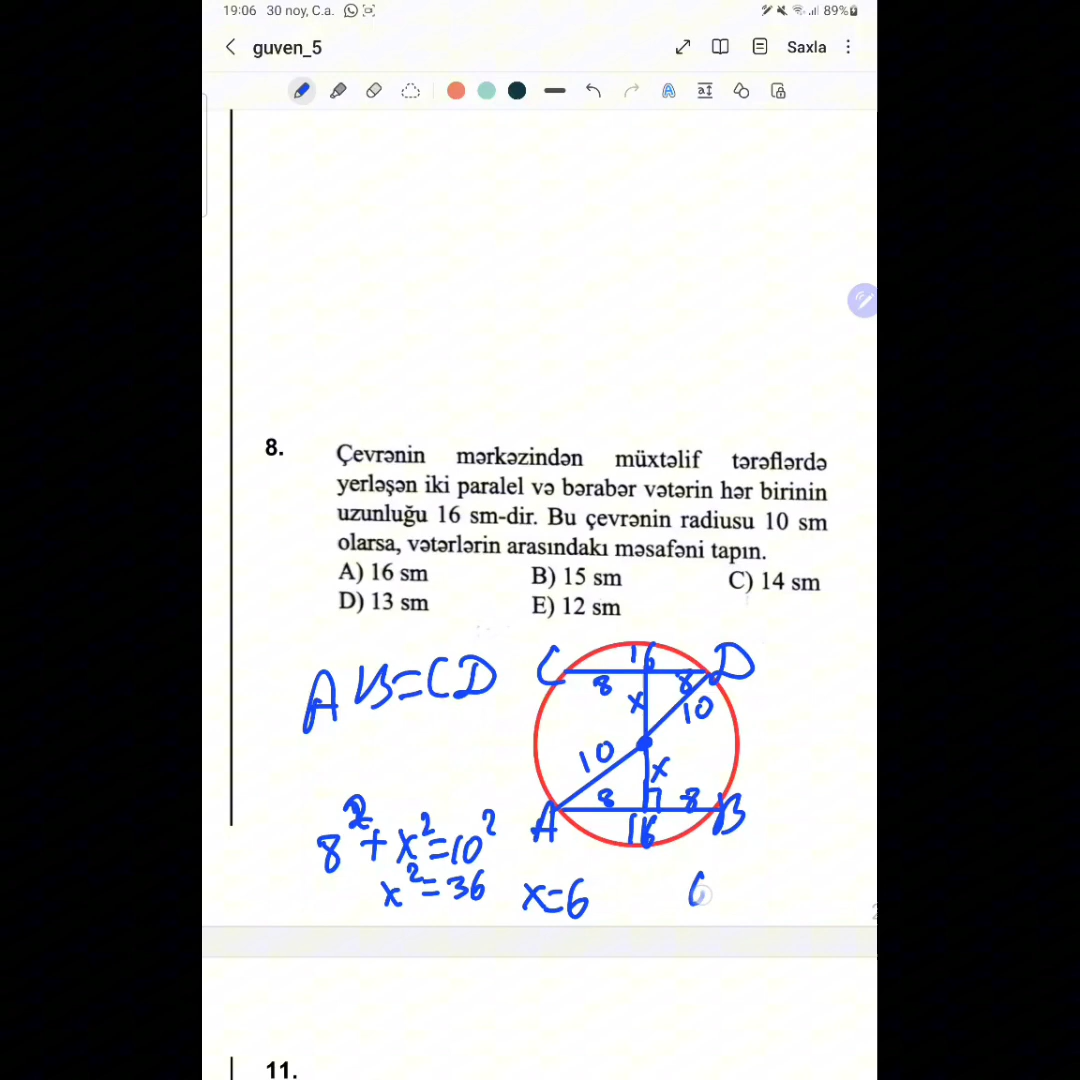 19:06 30 noy, C.a. 89%
guven_5 Saxla
8. Çevrənin mərkəzindən müxtəlif tərəflərdə
yerləşən iki paralel və bərabər vətərin hər birinin
uzunluğu 16 sm-dir. Bu çevrənin radiusu 10 sm
olarsa, vətərlərin arasındakı məsafəni tapın.
A) 16 sm B) 15 sm C) 14 sm
D) 13 sm E) 12 sm
AB=CD
C 16 D
8 8
x 10
10 x
8 8
A 16 B
8²+x²=10²
x²=36 x=6 6
11.